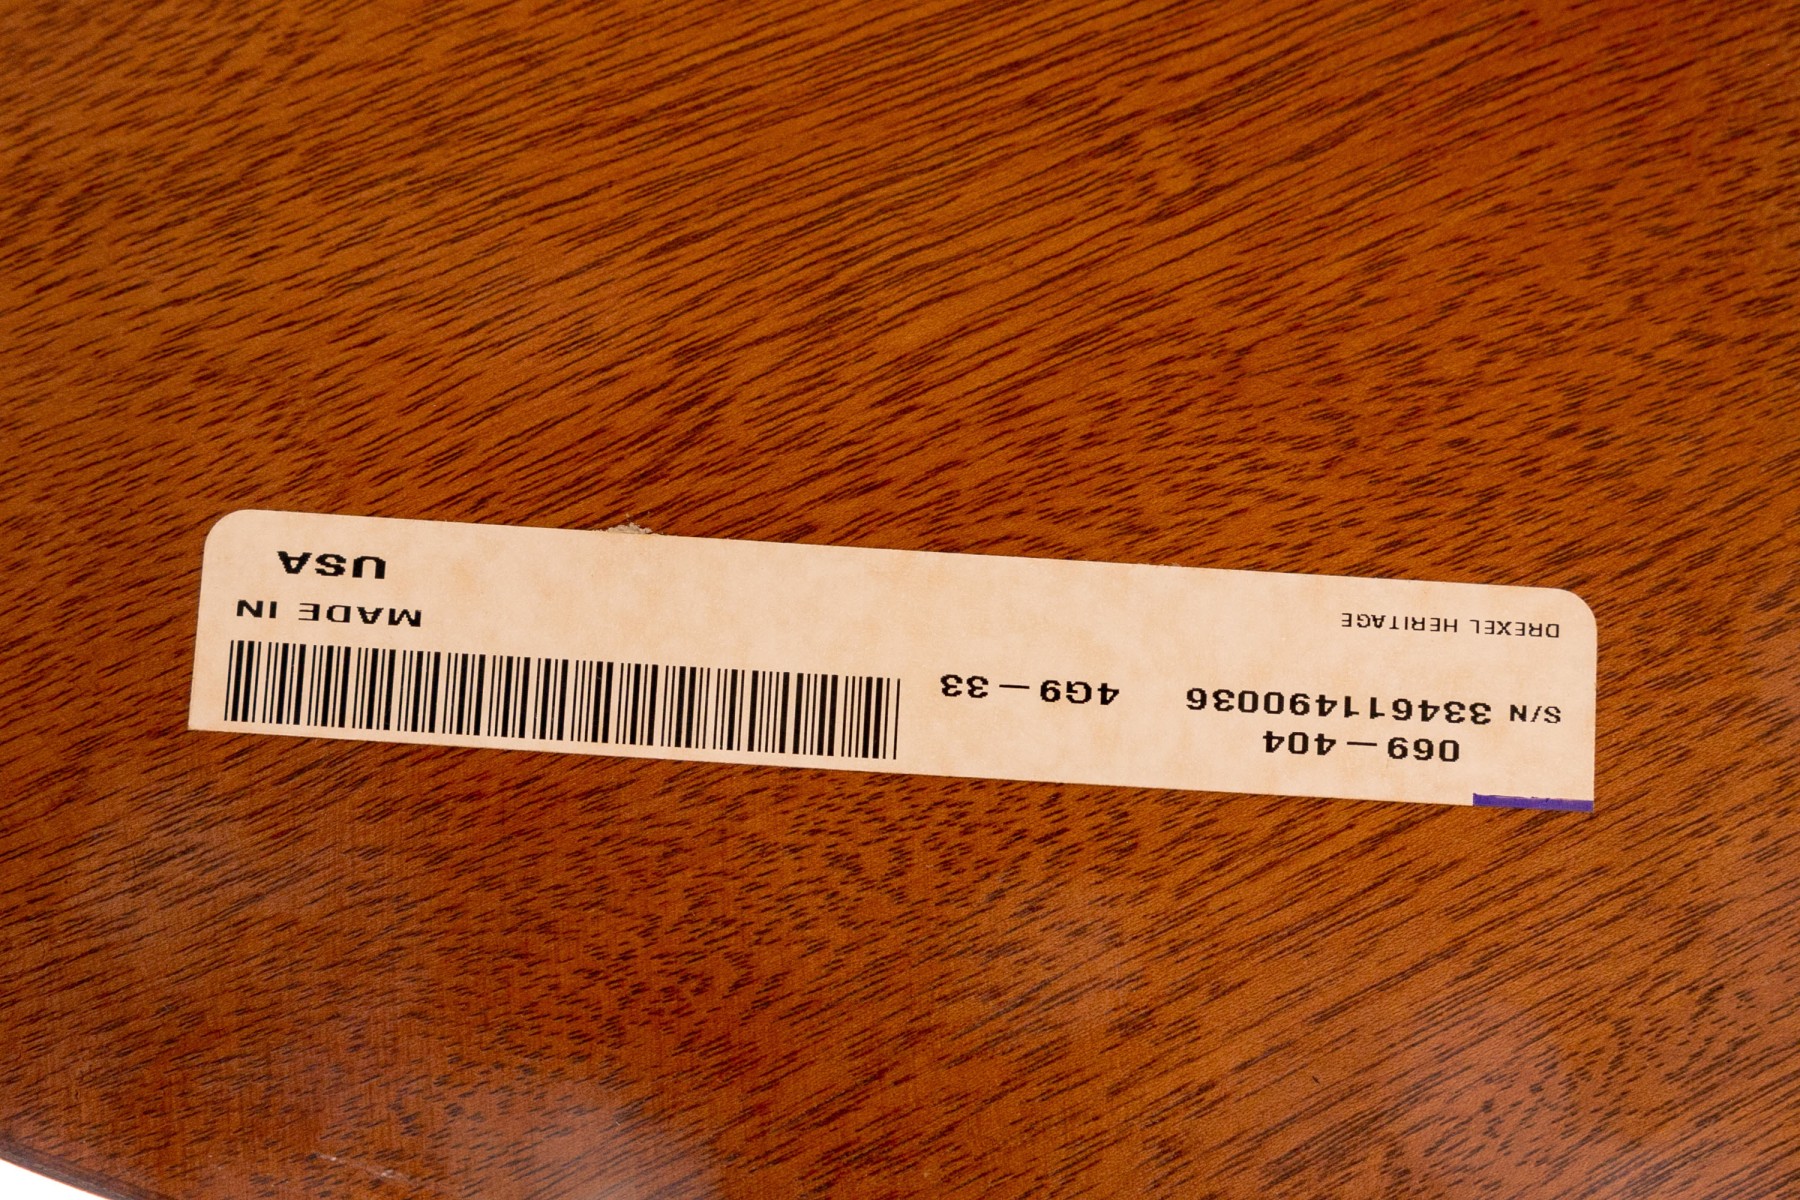 069-404
S/N 334611490036 4G9-33
DREXEL HERITAGE
MADE IN
USA